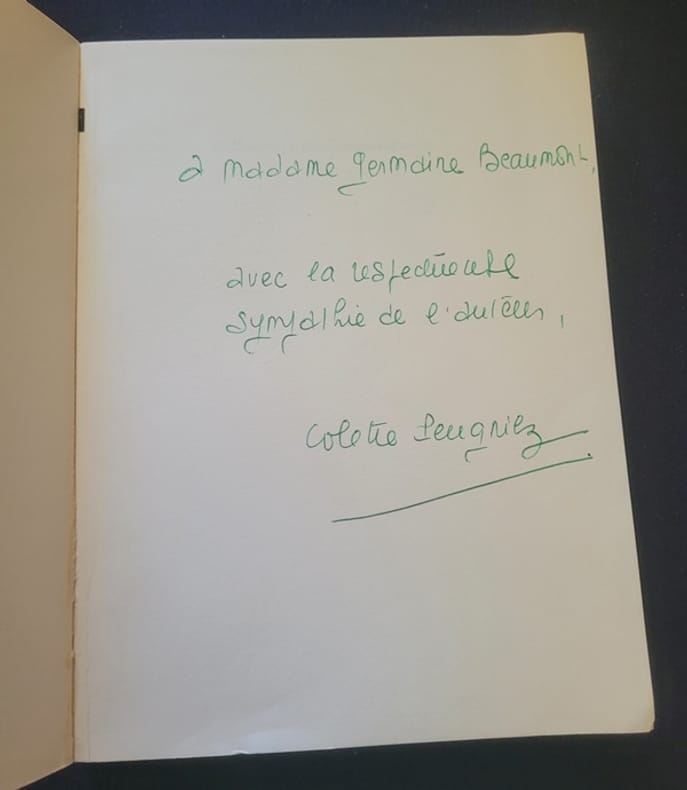 à madame germaine Beaumont,
avec la respectueuse
sympathie de l'auteur,
Colette Peugniez